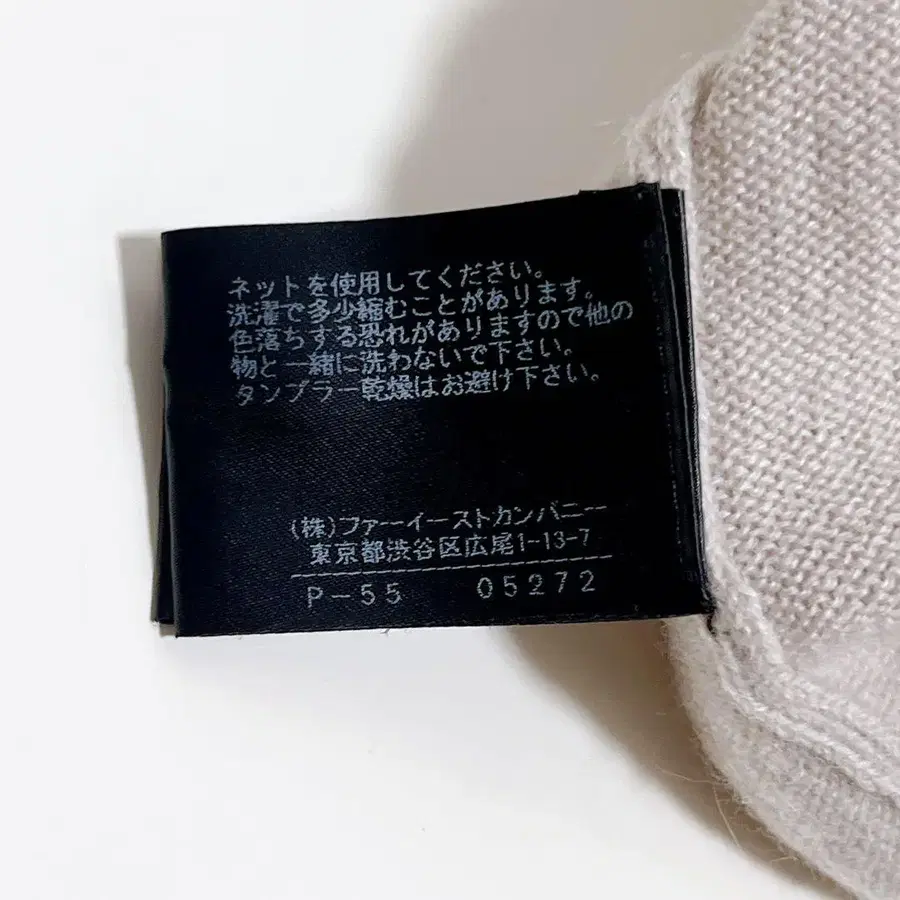 ネットを使用してください。
洗濯で多少縮むことがあります。
色落ちする恐れがありますので他の
物と一緒に洗わないで下さい。
タンブラー乾燥はお避け下さい。
(株)ファーイーストカンパニー
東京都渋谷区広尾1-13-7
P-55 05272